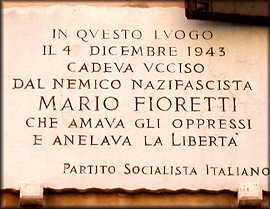 IN QVESTO LVOGO
IL 4 DICEMBRE 1943
CADEVA VCCISO
DAL NEMICO NAZIFASCISTA
MARIO FIORETTI
CHE AMAVA GLI OPPRESSI
E ANELAVA LA LIBERTA'
PARTITO SOCIALISTA ITALIANO